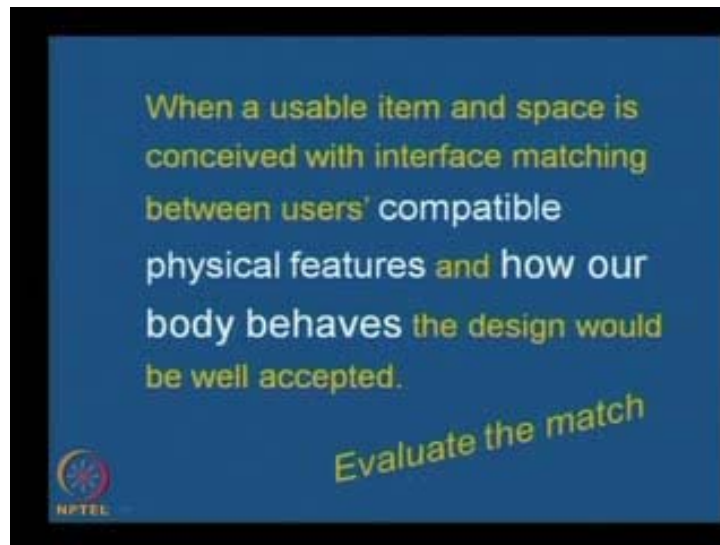 When a usable item and space is
conceived with interface matching
between users' compatible
physical features and how our
body behaves the design would
be well accepted.
Evaluate the match
NPTEL